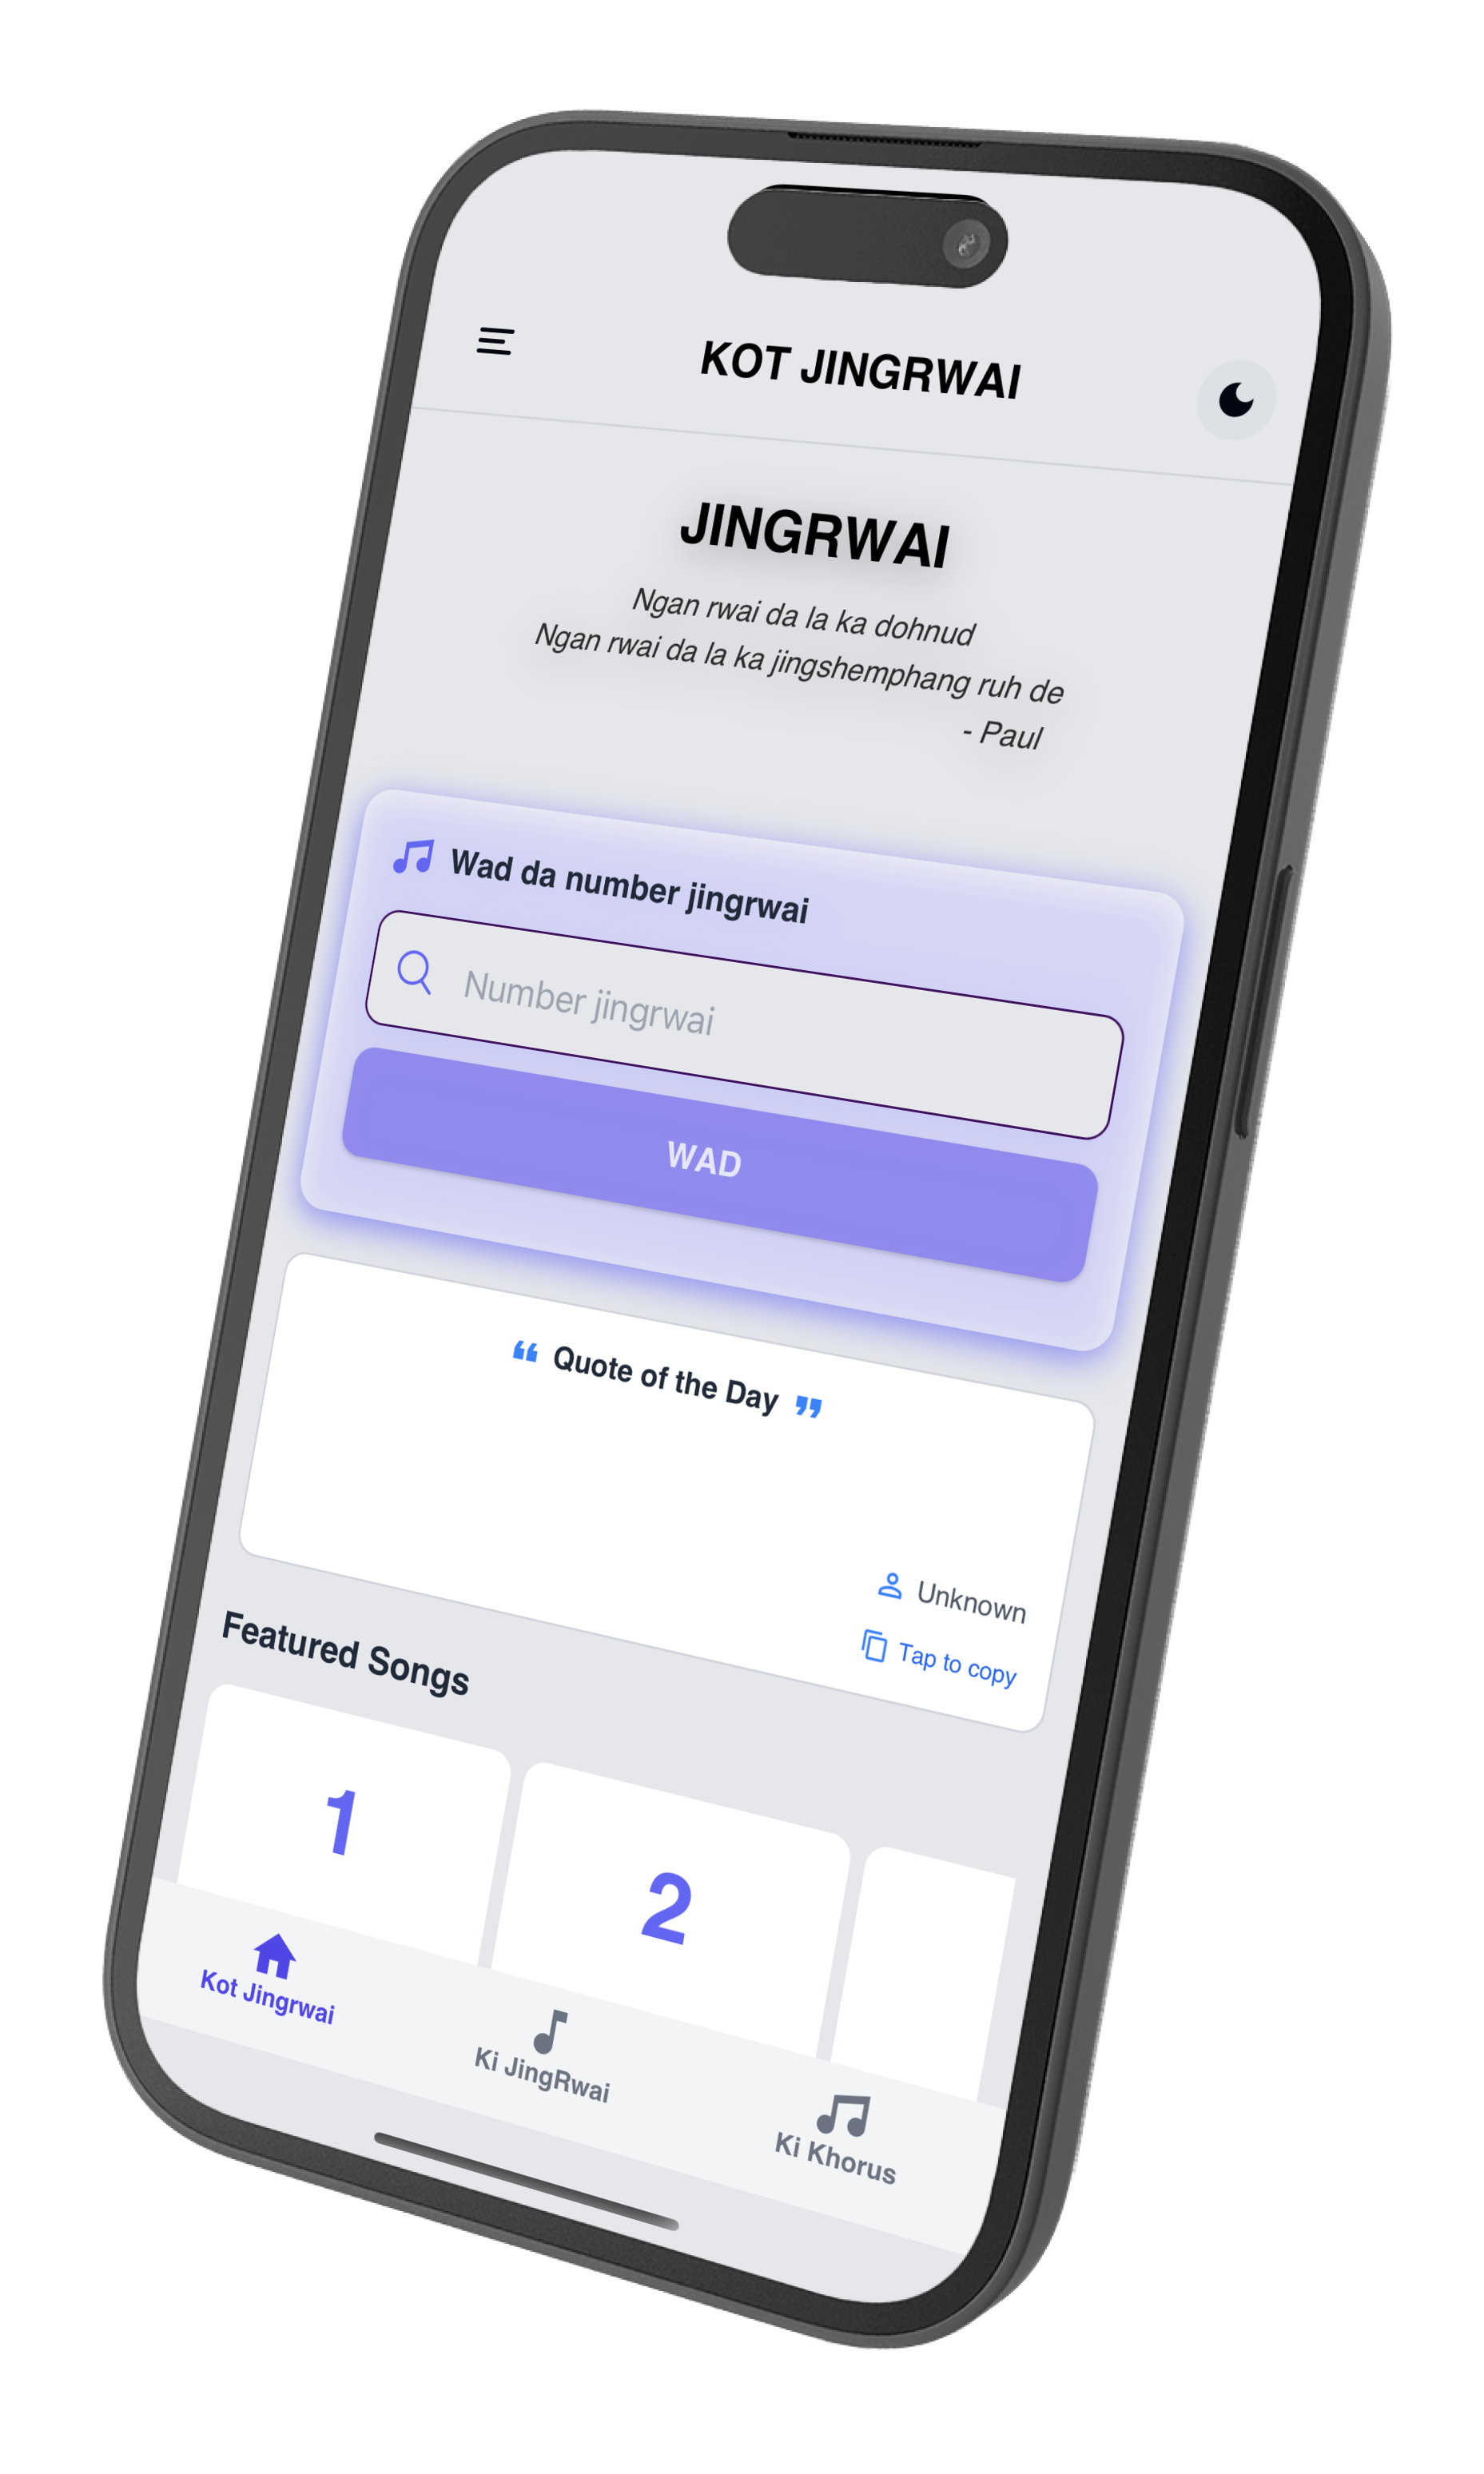 KOT JINGRWAI
JINGRWAI
Ngan rwai da la ka dohnud
Ngan rwai da la ka jingshemphang ruh de
- Paul
Wad da number jingrwai
Number jingrwai
WAD
“ Quote of the Day ”
Unknown
Tap to copy
Featured Songs
1
2
Kot Jingrwai
Ki JingRwai
Ki Khorus